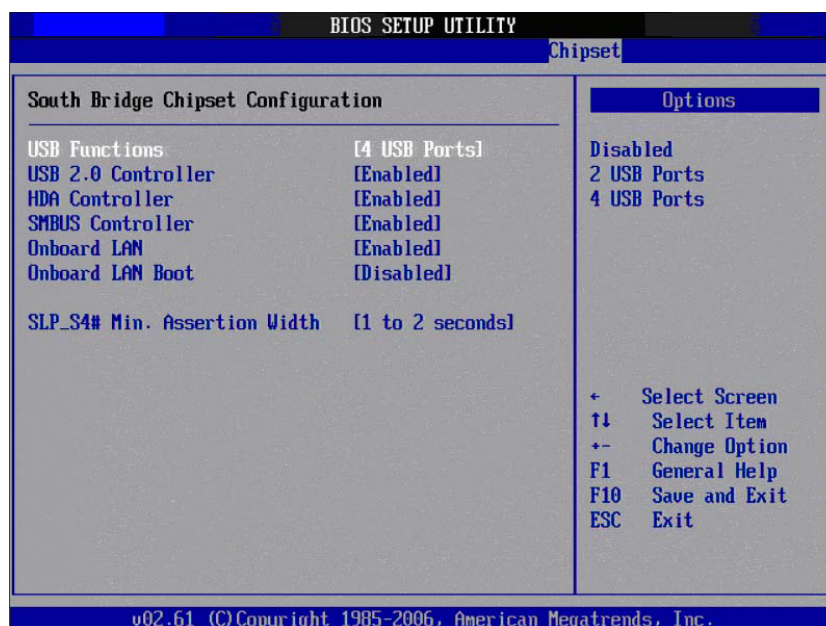 BIOS SETUP UTILITY
Chipset
South Bridge Chipset Configuration
USB Functions [4 USB Ports]
USB 2.0 Controller [Enabled]
HDA Controller [Enabled]
SMBUS Controller [Enabled]
Onboard LAN [Enabled]
Onboard LAN Boot [Disabled]
SLP_S4# Min. Assertion Width [1 to 2 seconds]
Options
Disabled
2 USB Ports
4 USB Ports
← Select Screen
↑↓ Select Item
+- Change Option
F1 General Help
F10 Save and Exit
ESC Exit
v02.61 (C)Copyright 1985-2006, American Megatrends, Inc.